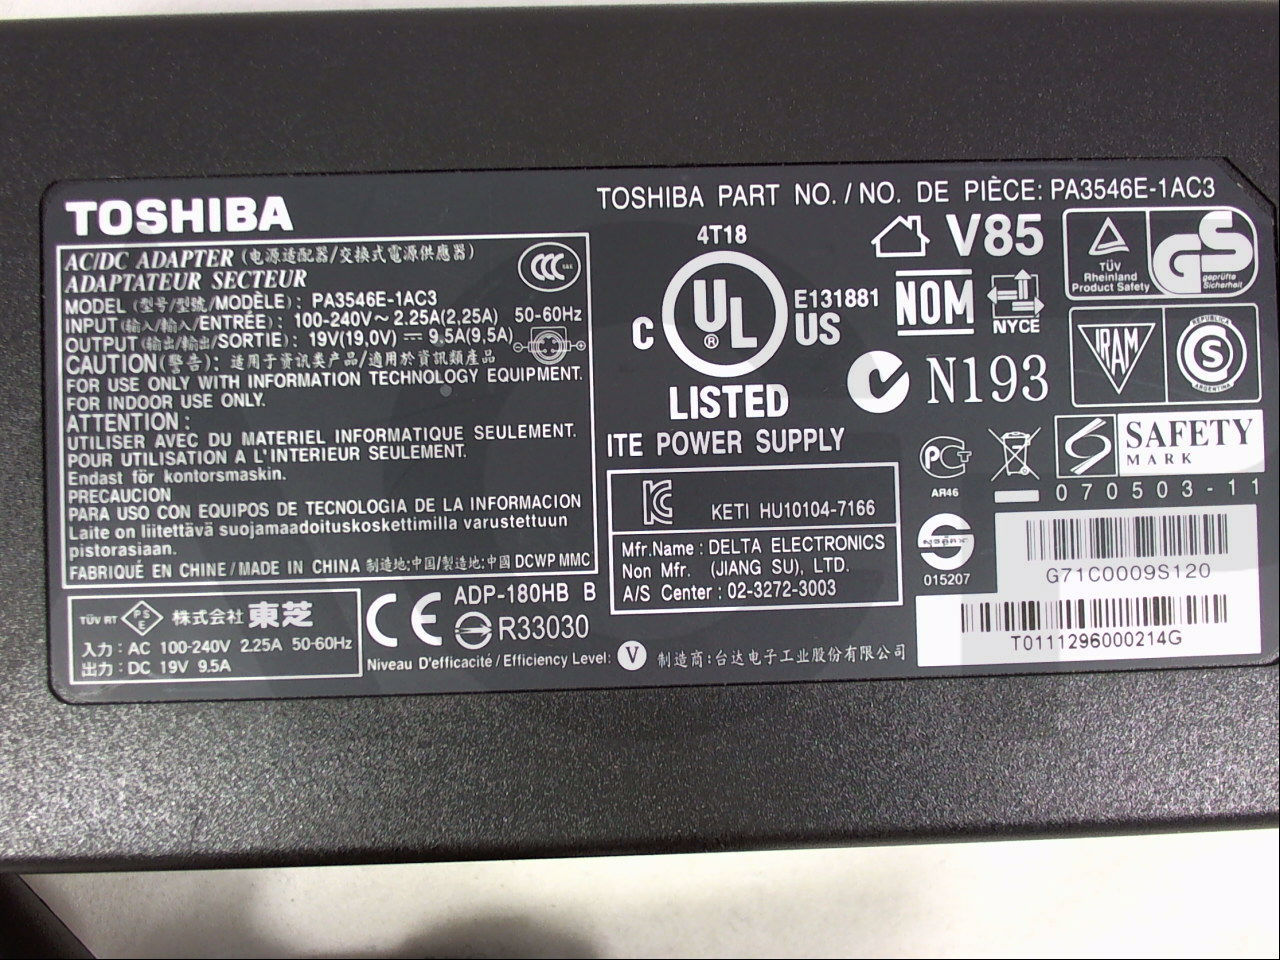 TOSHIBA
TOSHIBA PART NO. / NO. DE PIÈCE: PA3546E-1AC3
AC/DC ADAPTER (电源适配器/交換式電源供應器)
ADAPTATEUR SECTEUR
MODEL (型号/型號/MODÈLE): PA3546E-1AC3
INPUT (输入/輸入/ENTRÉE): 100-240V ~ 2.25A(2.25A) 50-60Hz
OUTPUT (输出/輸出/SORTIE): 19V(19,0V) ⎓ 9.5A(9,5A)
CAUTION(警告): 适用于资讯类产品/適用於資訊類產品
FOR USE ONLY WITH INFORMATION TECHNOLOGY EQUIPMENT.
FOR INDOOR USE ONLY.
ATTENTION :
UTILISER AVEC DU MATERIEL INFORMATIQUE SEULEMENT.
POUR UTILISATION A L'INTERIEUR SEULEMENT.
Endast för kontorsmaskin.
PRECAUCION
PARA USO CON EQUIPOS DE TECNOLOGIA DE LA INFORMACION
Laite on liitettävä suojamaadoituskoskettimilla varustettuun
pistorasiaan.
FABRIQUÉ EN CHINE / MADE IN CHINA 制造地:中国/製造地:中國 DCWP MMC
TÜV RT PSE 株式会社 東芝
入力: AC 100-240V 2.25A 50-60Hz
出力: DC 19V 9.5A
CE
ADP-180HB B
R33030
Niveau D'efficacité / Efficiency Level: V
制造商:台达电子工业股份有限公司
4T18
C UL ® US
E131881
LISTED
ITE POWER SUPPLY
KETI HU10104-7166
Mfr.Name : DELTA ELECTRONICS
Non Mfr. (JIANG SU), LTD.
A/S Center : 02-3272-3003
V85
NOM
NYCE
N193
TÜV
Rheinland
Product Safety
GS
geprüfte
Sicherheit
IRAM
REPUBLICA
S
ARGENTINA
PCT
AR46
SAFETY
MARK
070503-11
015207
G71C0009S120
T0111296000214G